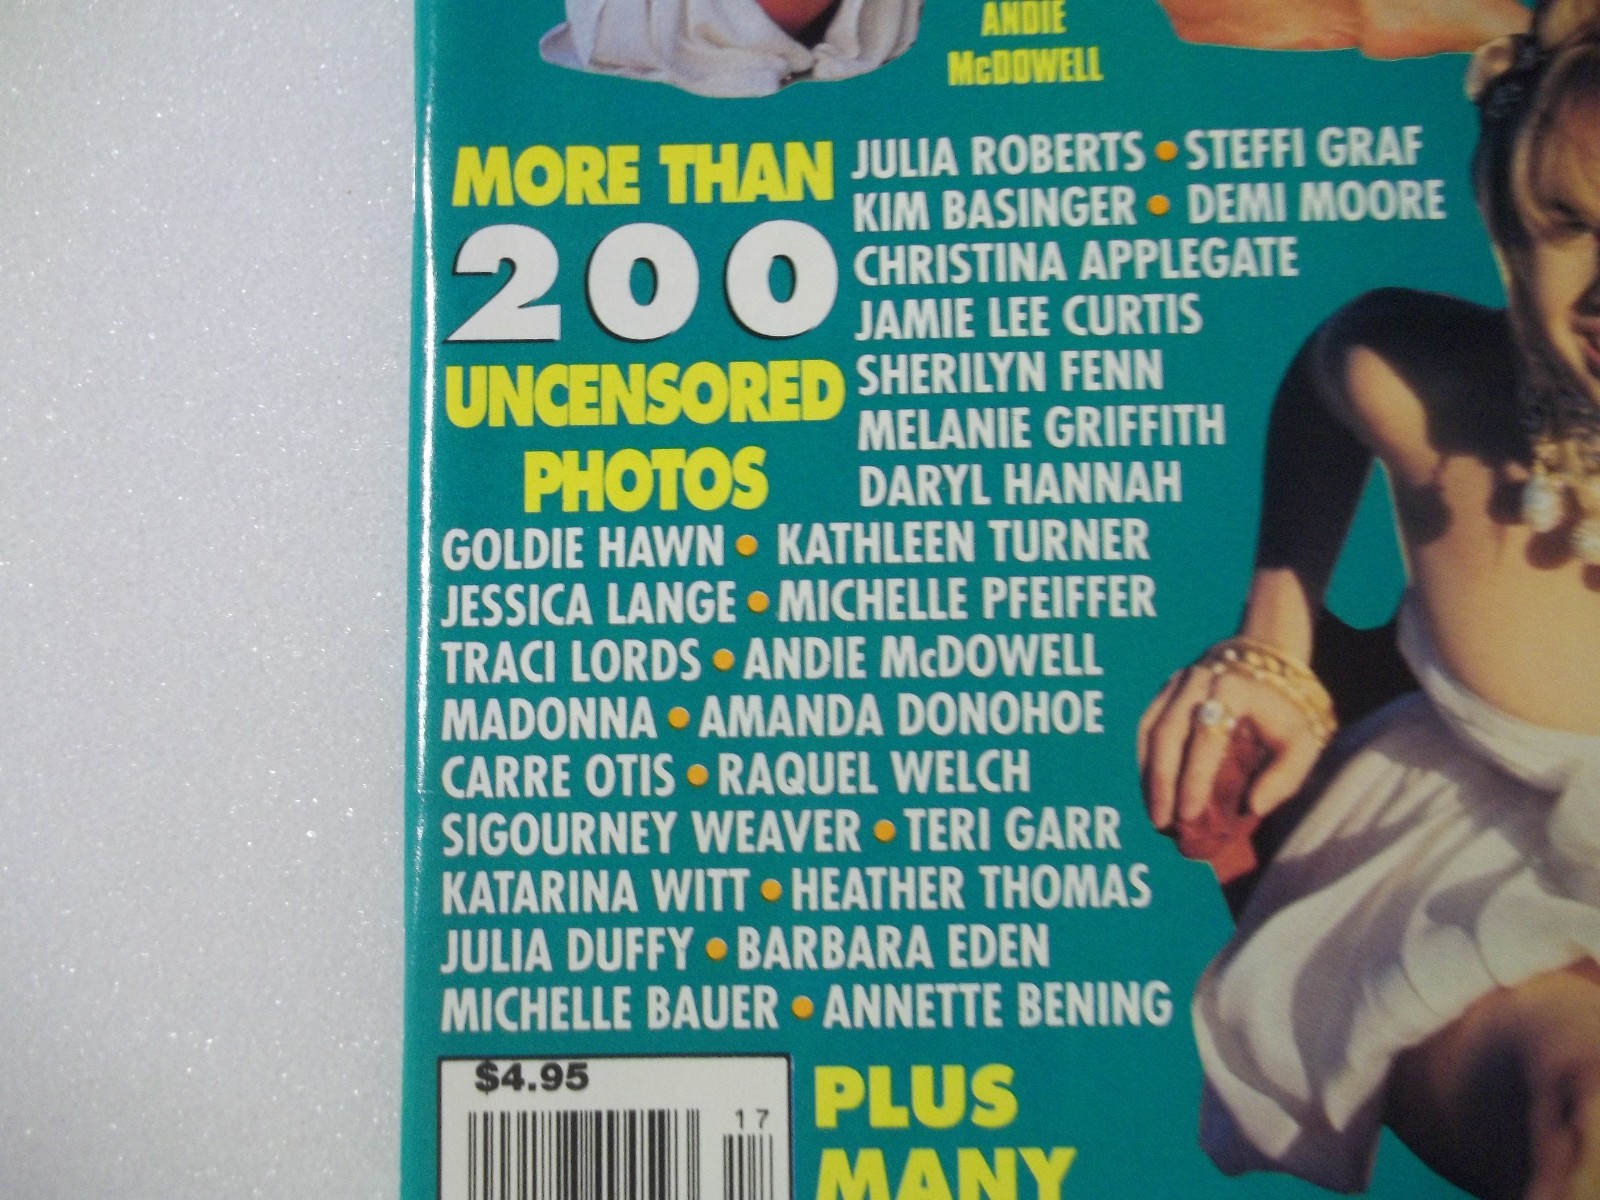 ANDIE
McDOWELL
MORE THAN
200
UNCENSORED
PHOTOS
JULIA ROBERTS • STEFFI GRAF
KIM BASINGER • DEMI MOORE
CHRISTINA APPLEGATE
JAMIE LEE CURTIS
SHERILYN FENN
MELANIE GRIFFITH
DARYL HANNAH
GOLDIE HAWN • KATHLEEN TURNER
JESSICA LANGE • MICHELLE PFEIFFER
TRACI LORDS • ANDIE McDOWELL
MADONNA • AMANDA DONOHOE
CARRE OTIS • RAQUEL WELCH
SIGOURNEY WEAVER • TERI GARR
KATARINA WITT • HEATHER THOMAS
JULIA DUFFY • BARBARA EDEN
MICHELLE BAUER • ANNETTE BENING
$4.95
17
PLUS
MANY